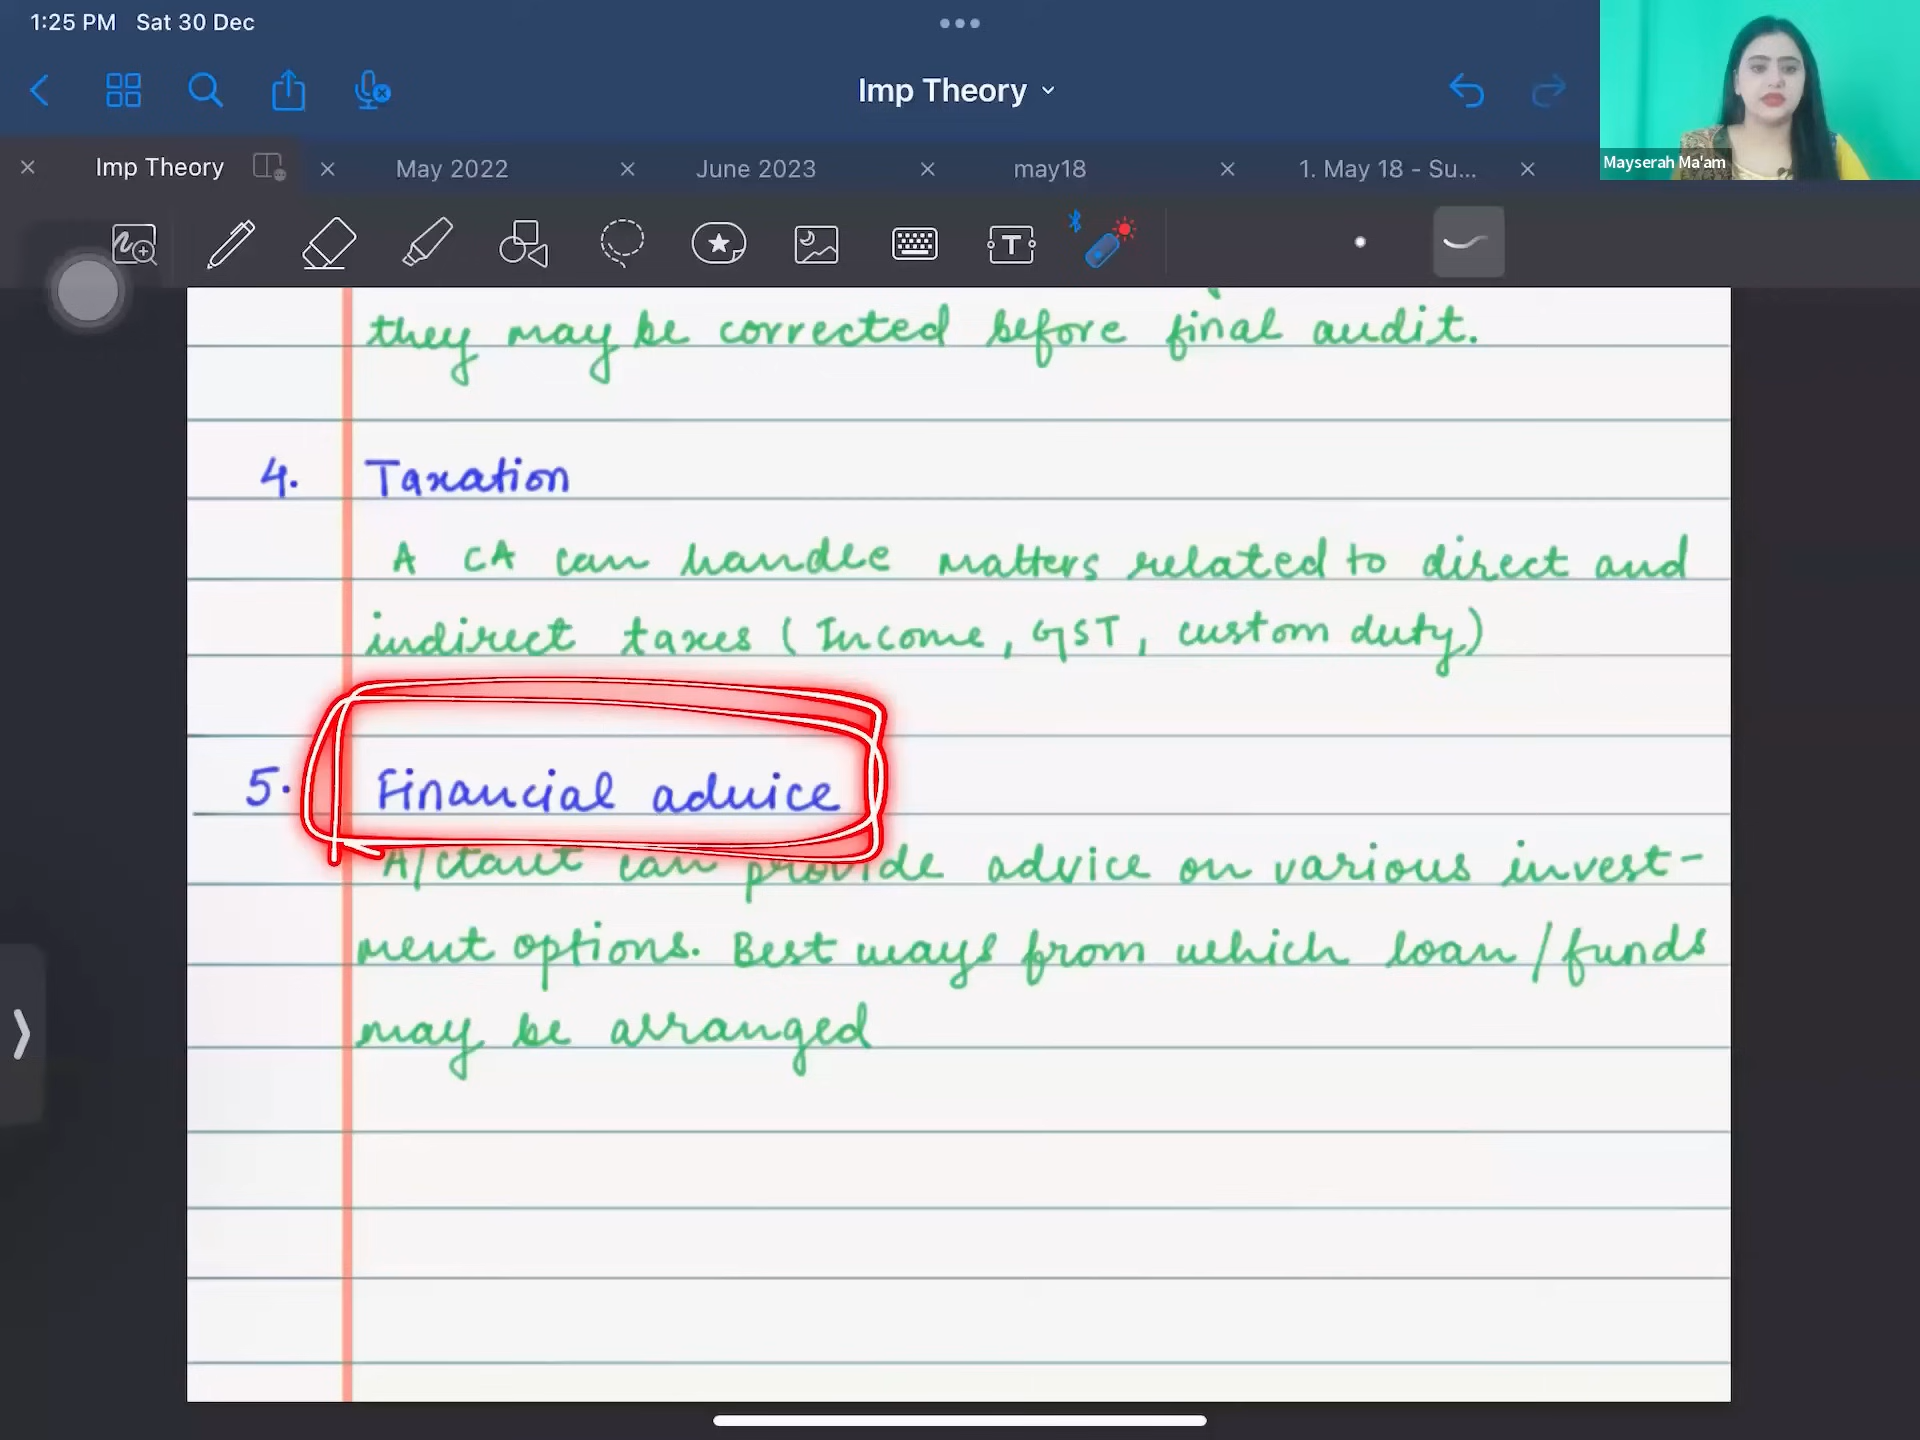 1:25 PM Sat 30 Dec
Imp Theory
Mayserah Ma'am
Imp Theory
May 2022
June 2023
may18
1. May 18 - Su...
they may be corrected before final audit.
4. Taxation
A CA can handle matters related to direct and
indirect taxes (Income, GST, custom duty)
5. Financial advice
A/ctant can provide advice on various invest-
ment options. Best ways from which loan/funds
may be arranged